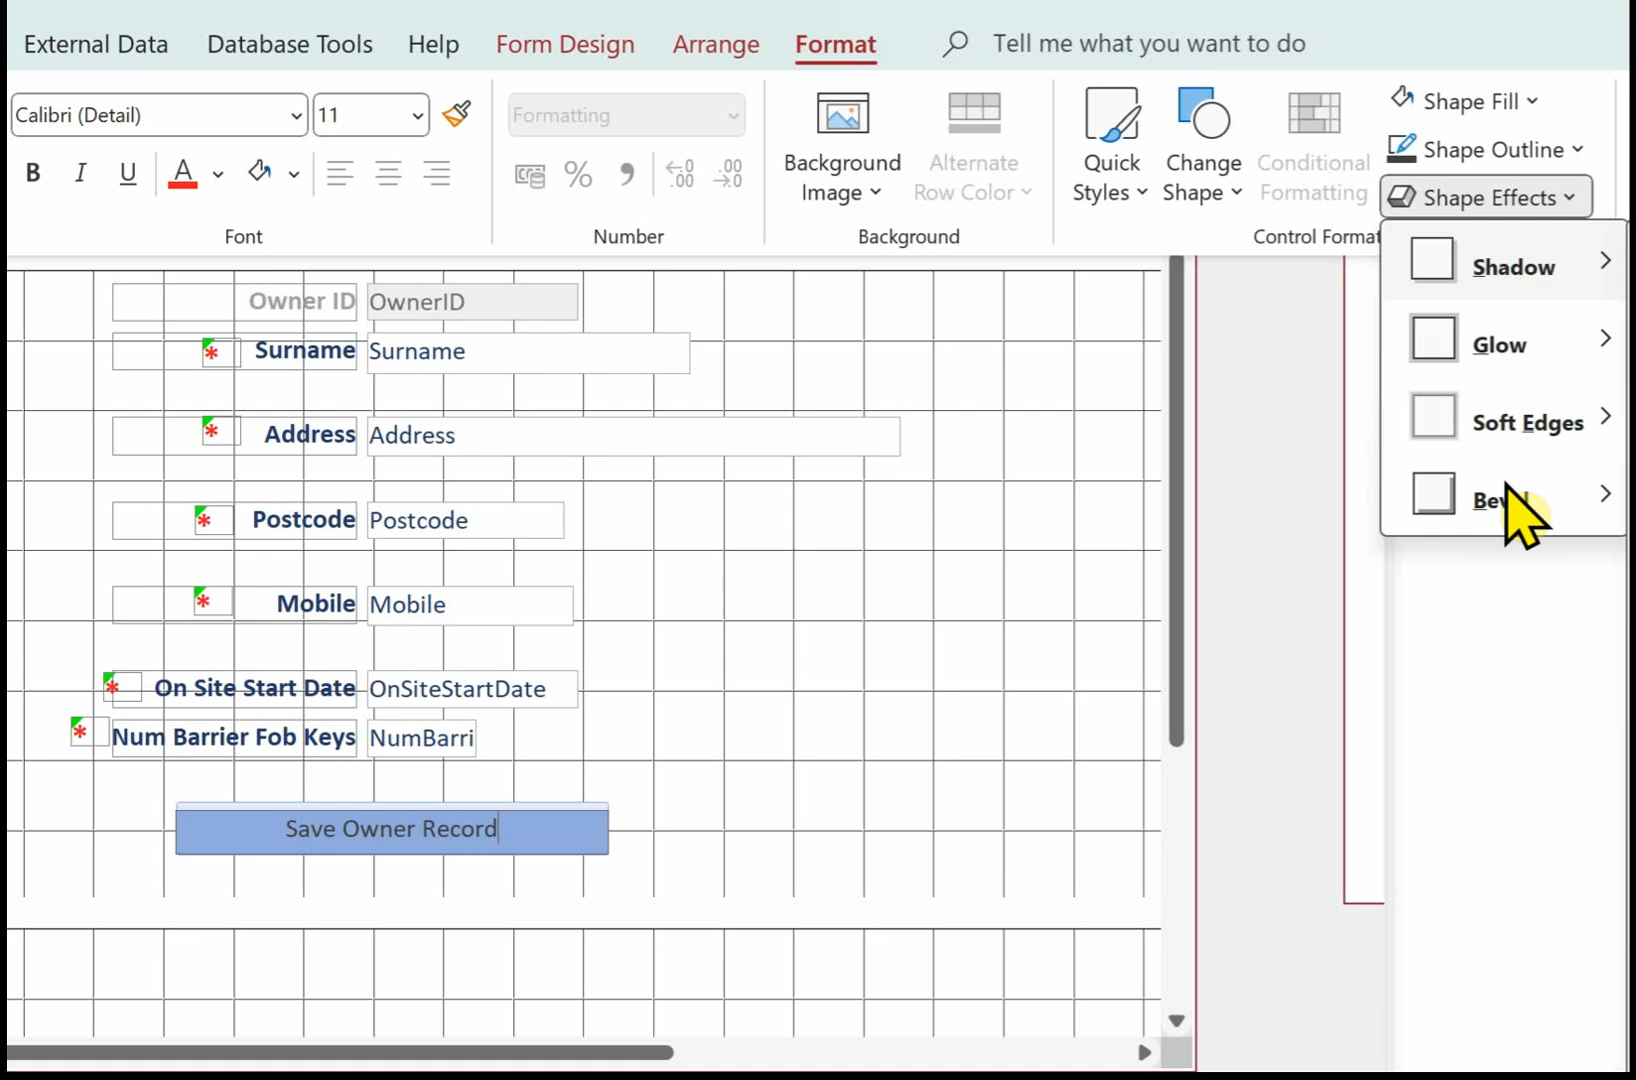 External Data Database Tools Help Form Design Arrange Format Tell me what you want to do
Calibri (Detail) 11 Formatting
B I U A % 9 .00 .00
Background Image
Alternate Row Color
Quick Styles
Change Shape
Conditional Formatting
Shape Fill
Shape Outline
Shape Effects
Font Number Background Control Format
Shadow
Glow
Soft Edges
Owner ID OwnerID
* Surname Surname
* Address Address
* Postcode Postcode
* Mobile Mobile
* On Site Start Date OnSiteStartDate
* Num Barrier Fob Keys NumBarri
Save Owner Record